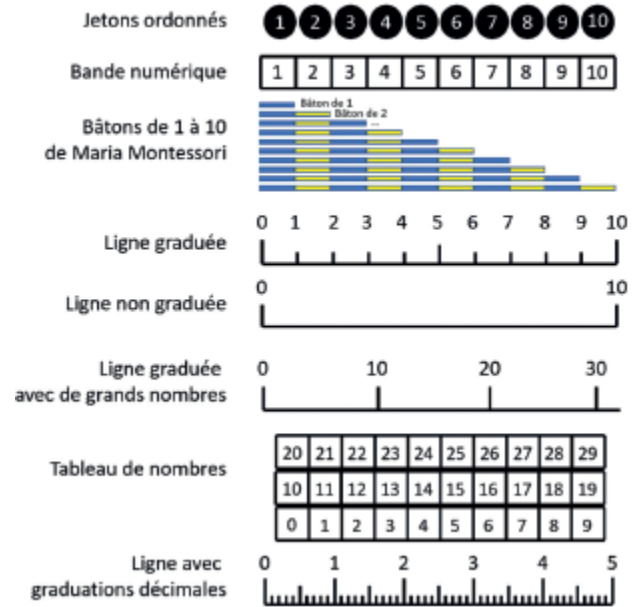 Jetons ordonnés 1 2 3 4 5 6 7 8 9 10
Bande numérique 1 2 3 4 5 6 7 8 9 10
Bâton de 1
Bâton de 2
...
Bâtons de 1 à 10
de Maria Montessori
0 1 2 3 4 5 6 7 8 9 10
Ligne graduée
0 10
Ligne non graduée
Ligne graduée 0 10 20 30
avec de grands nombres
20 21 22 23 24 25 26 27 28 29
Tableau de nombres
10 11 12 13 14 15 16 17 18 19
0 1 2 3 4 5 6 7 8 9
Ligne avec 0 1 2 3 4 5
graduations décimales